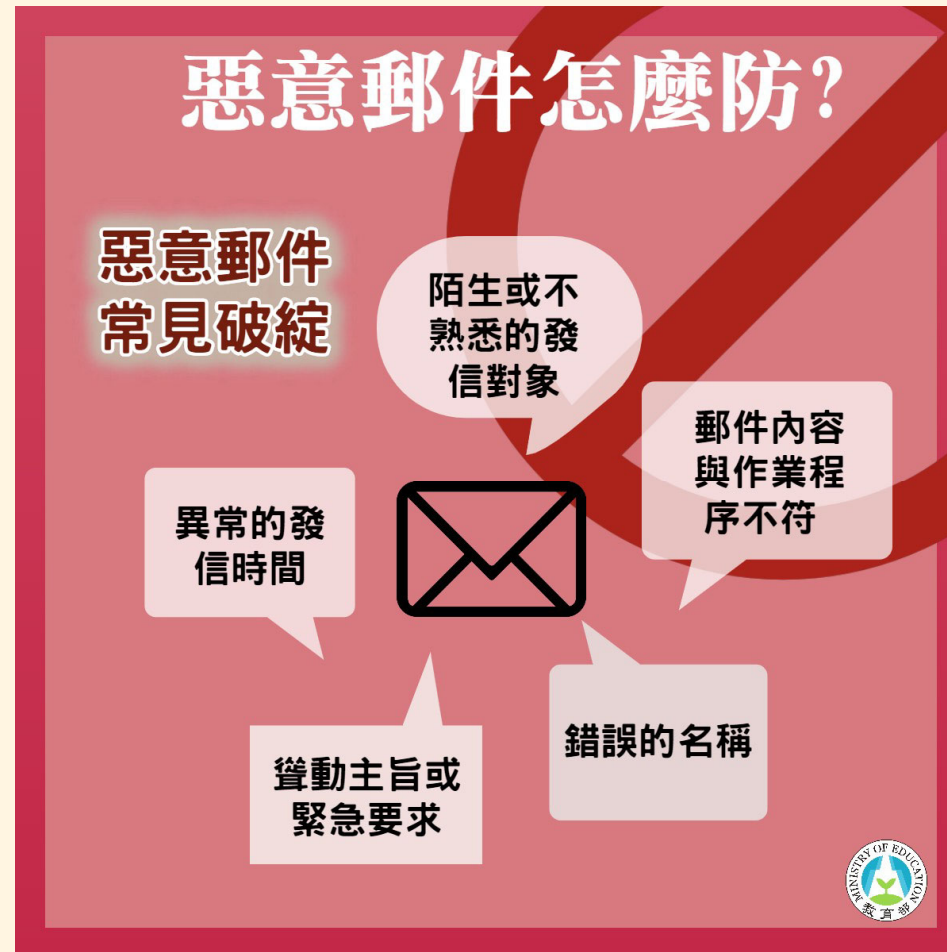 惡意郵件怎麼防?
惡意郵件
常見破綻
陌生或不
熟悉的發
信對象
郵件內容
與作業程
序不符
異常的發
信時間
錯誤的名稱
聳動主旨或
緊急要求
MINISTRY OF EDUCATION
教育部